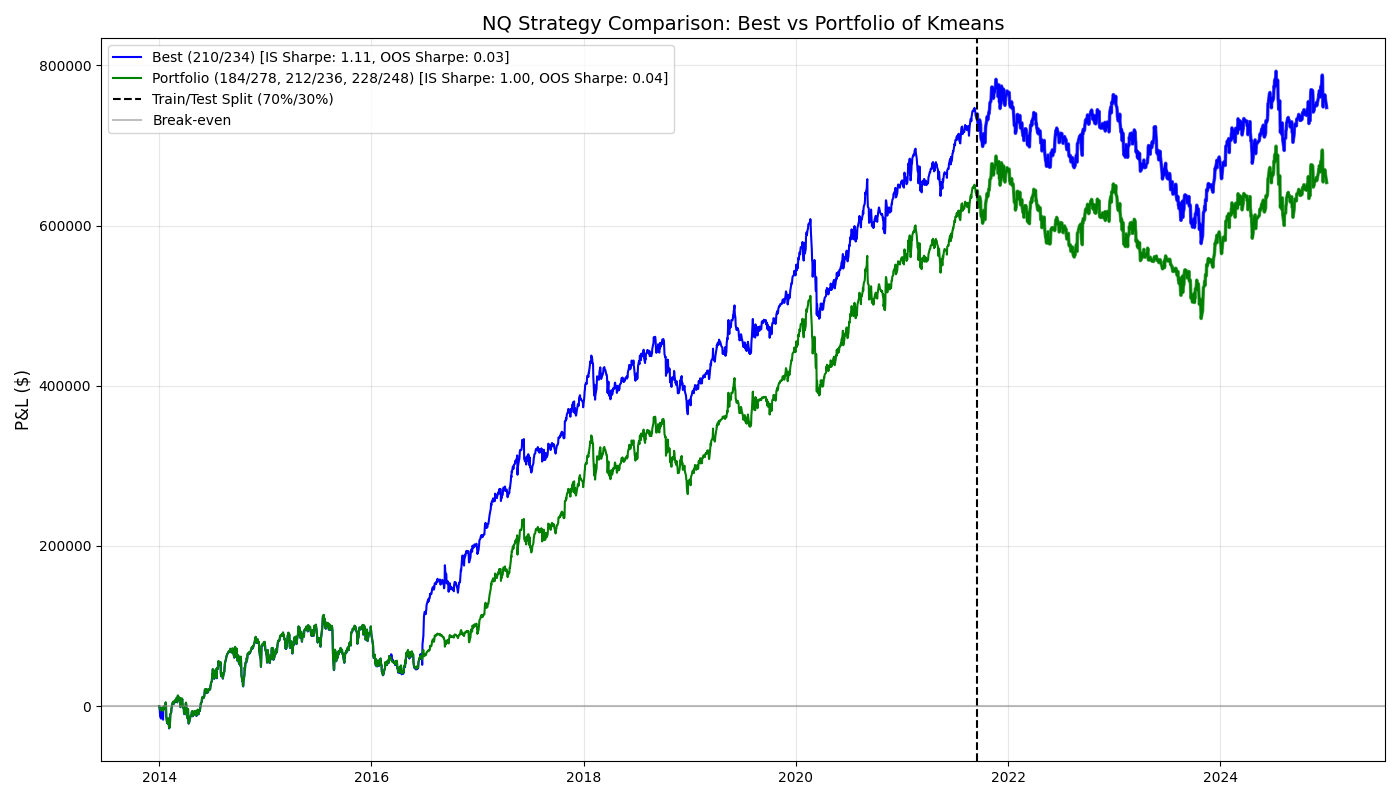 NQ Strategy Comparison: Best vs Portfolio of Kmeans
Best (210/234) [IS Sharpe: 1.11, OOS Sharpe: 0.03]
Portfolio (184/278, 212/236, 228/248) [IS Sharpe: 1.00, OOS Sharpe: 0.04]
Train/Test Split (70%/30%)
Break-even
P&L ($)
800000
600000
400000
200000
0
2014 2016 2018 2020 2022 2024